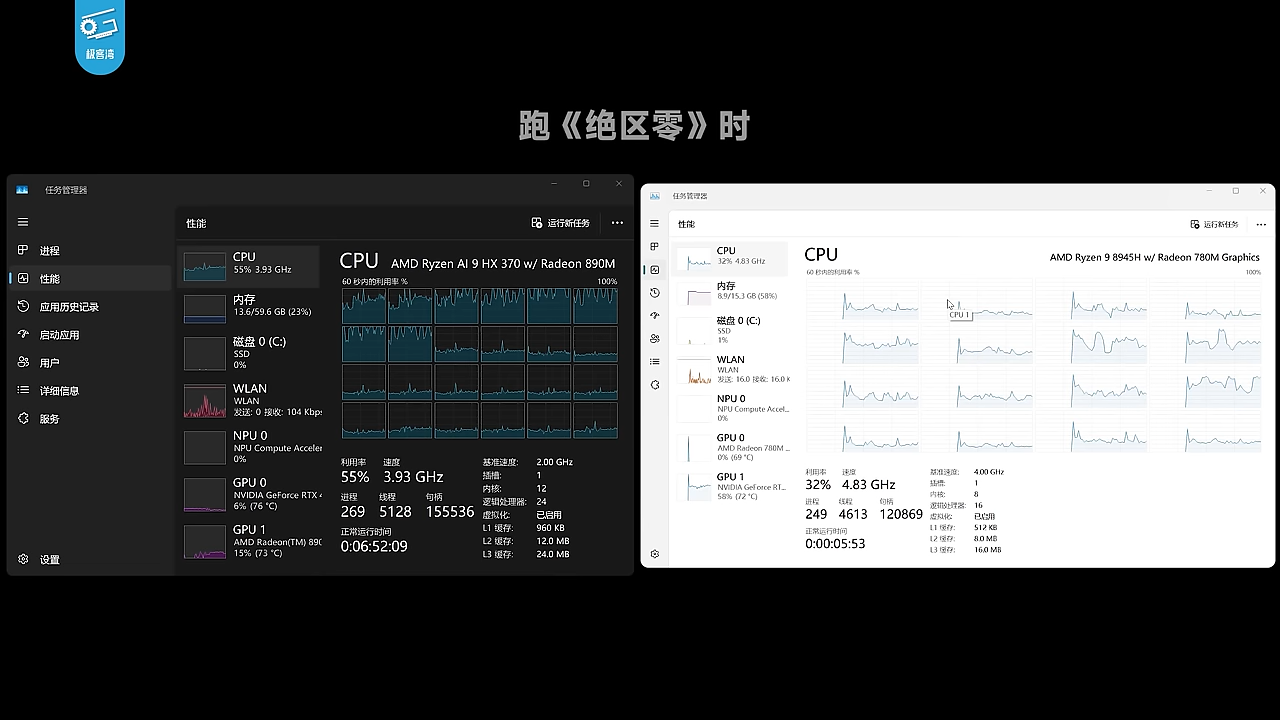 极客湾
跑《绝区零》时
任务管理器
性能
运行新任务
进程
性能
应用历史记录
启动应用
用户
详细信息
服务
设置
CPU
55% 3.93 GHz
内存
13.6/59.6 GB (23%)
磁盘 0 (C:)
SSD
0%
WLAN
WLAN
发送: 0 接收: 104 Kbps
NPU 0
NPU Compute Acceler
0%
GPU 0
NVIDIA GeForce RTX 4
6% (76 °C)
GPU 1
AMD Radeon(TM) 890
15% (73 °C)
CPU AMD Ryzen AI 9 HX 370 w/ Radeon 890M
60 秒内的利用率 % 100%
利用率 速度
55% 3.93 GHz
进程 线程 句柄
269 5128 155536
正常运行时间
0:06:52:09
基准速度: 2.00 GHz
插槽: 1
内核: 12
逻辑处理器: 24
虚拟化: 已启用
L1 缓存: 960 KB
L2 缓存: 12.0 MB
L3 缓存: 24.0 MB
任务管理器
性能
运行新任务
CPU
32% 4.83 GHz
内存
8.9/15.3 GB (58%)
磁盘 0 (C:)
SSD
1%
WLAN
WLAN
发送: 16.0 接收: 16.0 K
NPU 0
NPU Compute Accel...
0%
GPU 0
AMD Radeon 780M ...
0% (69 °C)
GPU 1
NVIDIA GeForce RT...
58% (72 °C)
CPU AMD Ryzen 9 8945H w/ Radeon 780M Graphics
60 秒内的利用率 % 100%
CPU 1
利用率 速度
32% 4.83 GHz
进程 线程 句柄
249 4613 120869
正常运行时间
0:00:05:53
基准速度: 4.00 GHz
插槽: 1
内核: 8
逻辑处理器: 16
虚拟化: 已启用
L1 缓存: 512 KB
L2 缓存: 8.0 MB
L3 缓存: 16.0 MB